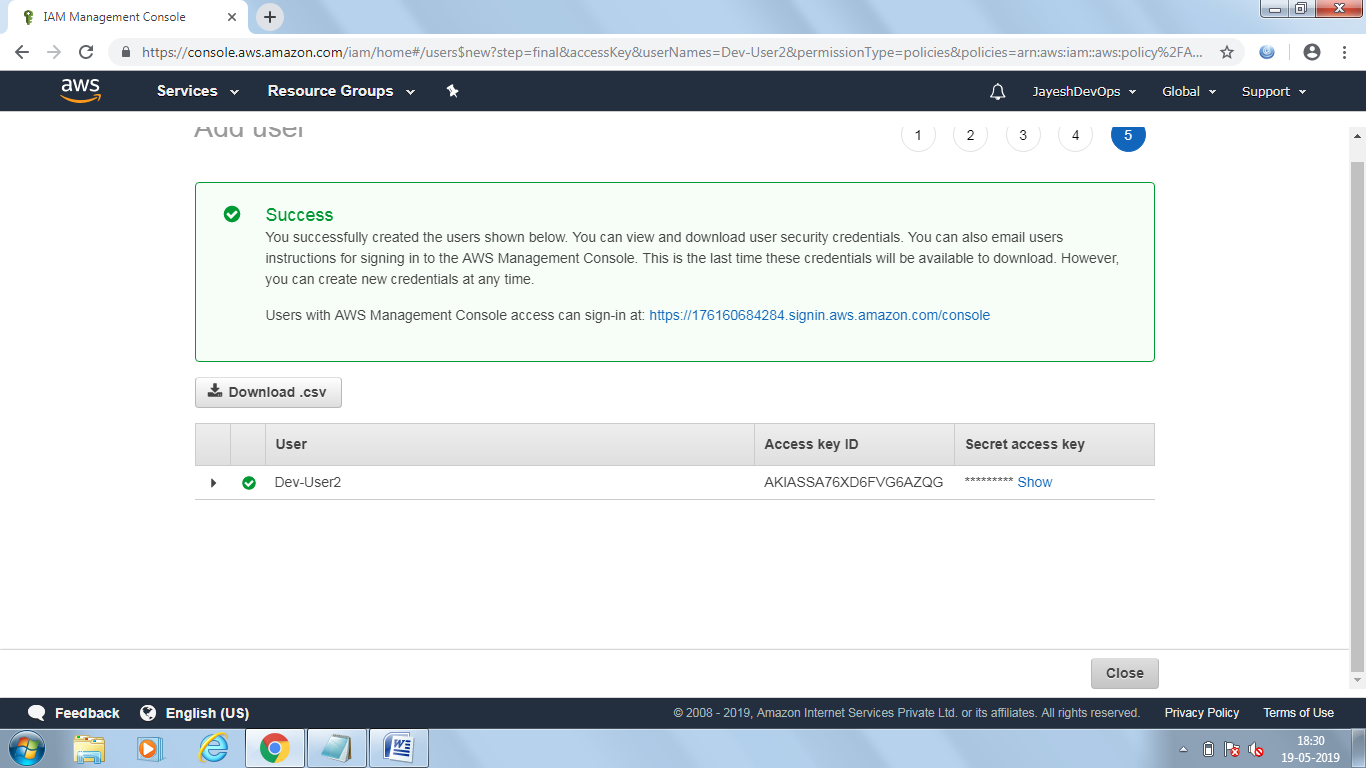 IAM Management Console
https://console.aws.amazon.com/iam/home#/users$new?step=final&accessKey&userNames=Dev-User2&permissionType=policies&policies=arn:aws:iam::aws:policy%2FA...
aws
Services
Resource Groups
JayeshDevOps
Global
Support
Add user
1
2
3
4
5
Success
You successfully created the users shown below. You can view and download user security credentials. You can also email users
instructions for signing in to the AWS Management Console. This is the last time these credentials will be available to download. However,
you can create new credentials at any time.
Users with AWS Management Console access can sign-in at: https://176160684284.signin.aws.amazon.com/console
Download .csv
User Access key ID Secret access key
Dev-User2 AKIASSA76XD6FVG6AZQG ********* Show
Close
Feedback
English (US)
© 2008 - 2019, Amazon Internet Services Private Ltd. or its affiliates. All rights reserved.
Privacy Policy
Terms of Use
18:30
19-05-2019